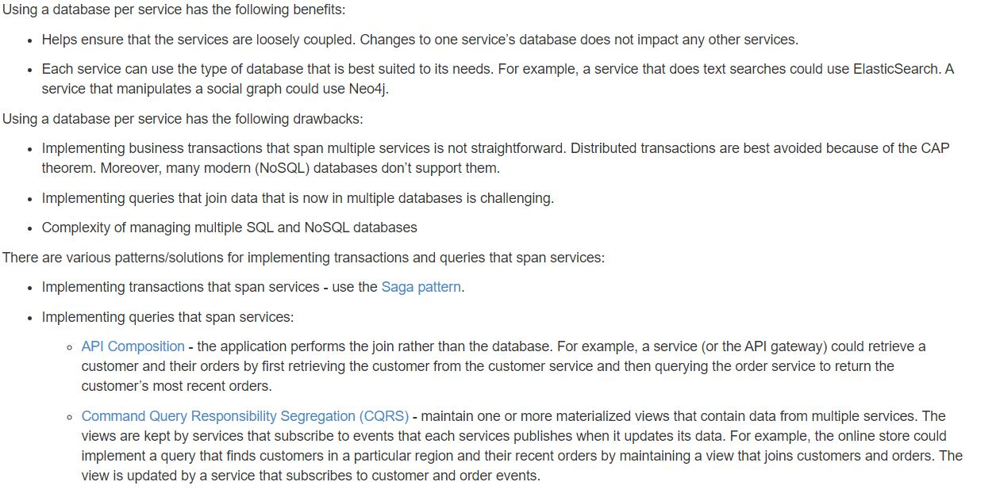 Using a database per service has the following benefits:
• Helps ensure that the services are loosely coupled. Changes to one service’s database does not impact any other services.
• Each service can use the type of database that is best suited to its needs. For example, a service that does text searches could use ElasticSearch. A
service that manipulates a social graph could use Neo4j.
Using a database per service has the following drawbacks:
• Implementing business transactions that span multiple services is not straightforward. Distributed transactions are best avoided because of the CAP
theorem. Moreover, many modern (NoSQL) databases don’t support them.
• Implementing queries that join data that is now in multiple databases is challenging.
• Complexity of managing multiple SQL and NoSQL databases
There are various patterns/solutions for implementing transactions and queries that span services:
• Implementing transactions that span services - use the Saga pattern.
• Implementing queries that span services:
◦ API Composition - the application performs the join rather than the database. For example, a service (or the API gateway) could retrieve a
customer and their orders by first retrieving the customer from the customer service and then querying the order service to return the
customer’s most recent orders.
◦ Command Query Responsibility Segregation (CQRS) - maintain one or more materialized views that contain data from multiple services. The
views are kept by services that subscribe to events that each services publishes when it updates its data. For example, the online store could
implement a query that finds customers in a particular region and their recent orders by maintaining a view that joins customers and orders. The
view is updated by a service that subscribes to customer and order events.